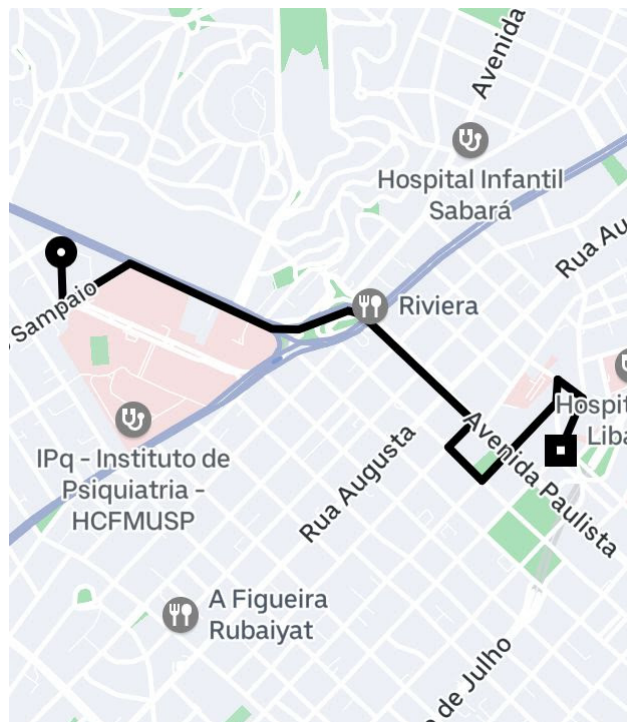 Avenida
Hospital Infantil
Sabará
Rua Au
Riviera
Sampaio
Hospit
Liba
Avenida Paulista
Rua Augusta
IPq - Instituto de
Psiquiatria -
HCFMUSP
A Figueira
Rubaiyat
de Julho